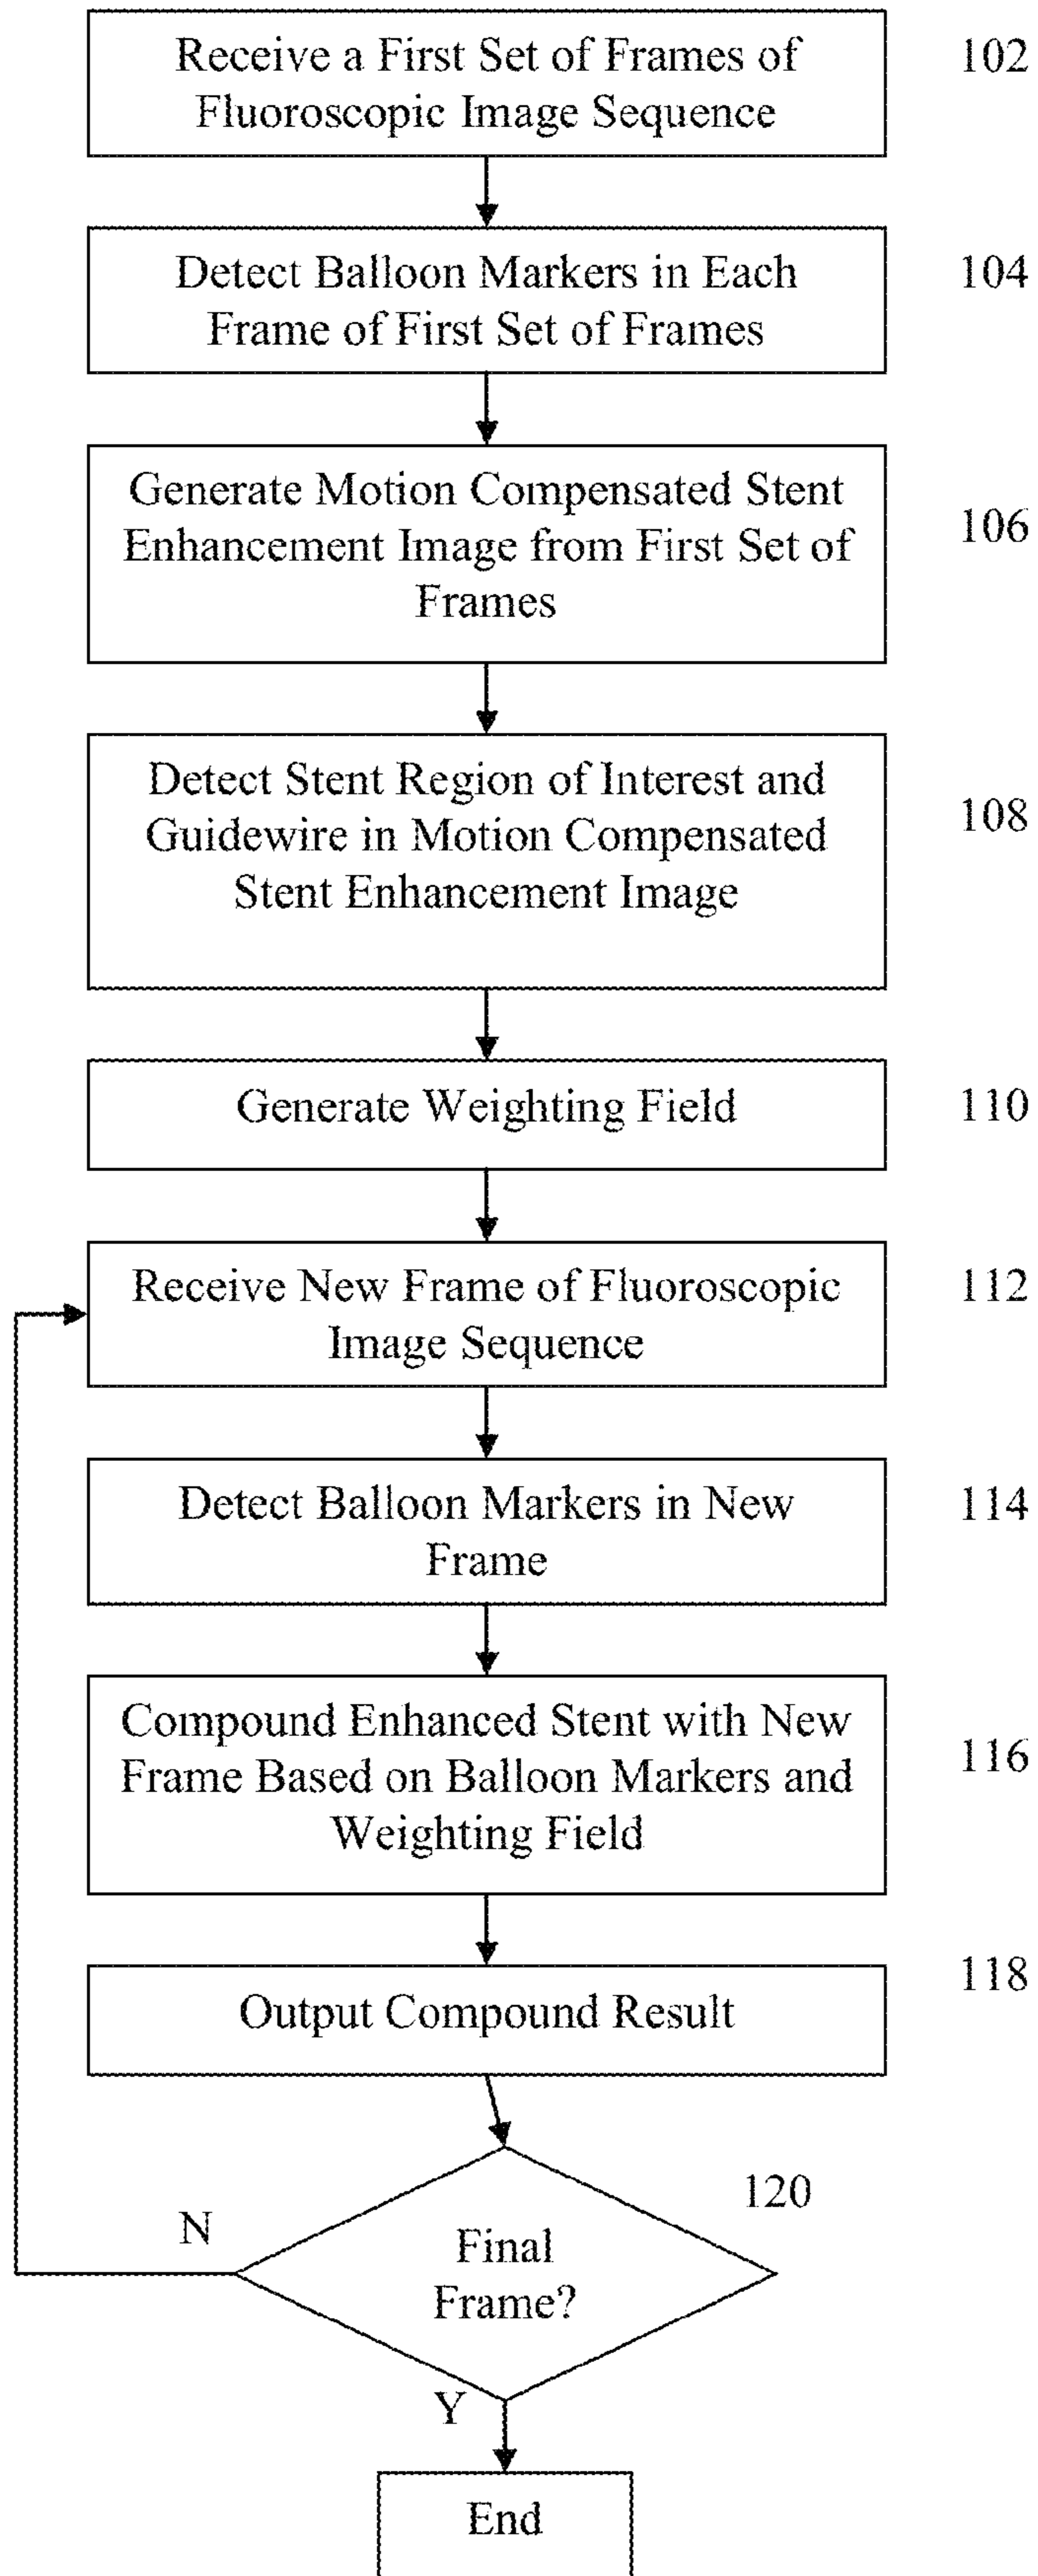 Receive a First Set of Frames of
Fluoroscopic Image Sequence
102
Detect Balloon Markers in Each
Frame of First Set of Frames
104
Generate Motion Compensated Stent
Enhancement Image from First Set of
Frames
106
Detect Stent Region of Interest and
Guidewire in Motion Compensated
Stent Enhancement Image
108
Generate Weighting Field
110
Receive New Frame of Fluoroscopic
Image Sequence
112
Detect Balloon Markers in New
Frame
114
Compound Enhanced Stent with New
Frame Based on Balloon Markers and
Weighting Field
116
Output Compound Result
118
120
N
Final
Frame?
Y
End